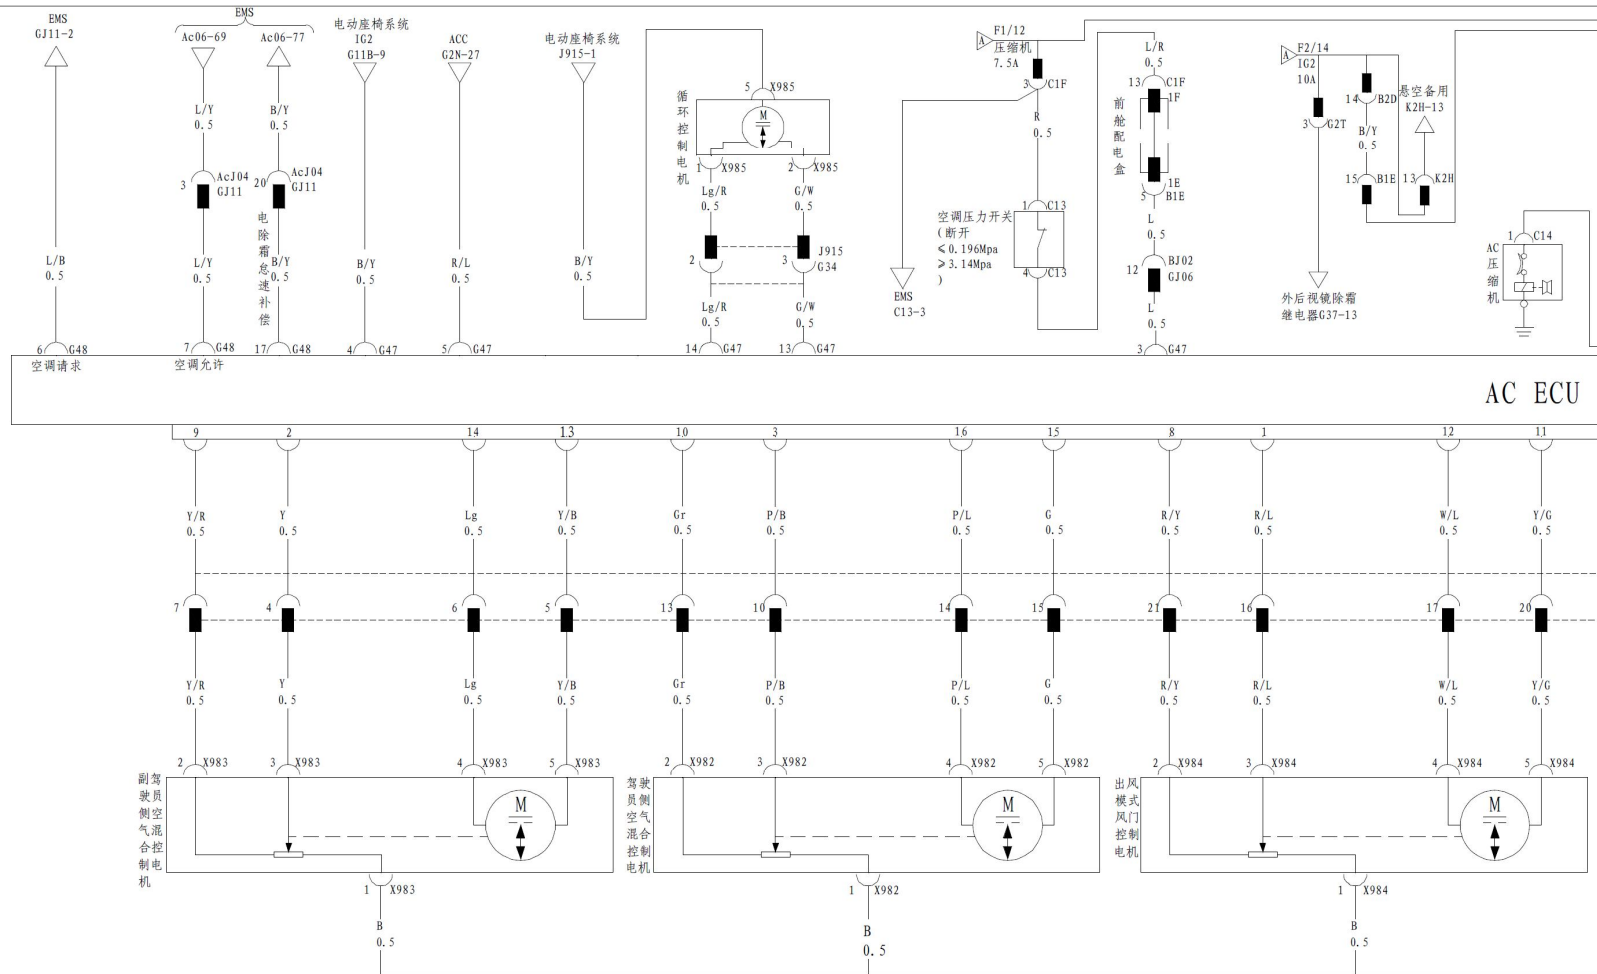 EMS
GJ11-2
EMS
Ac06-69
Ac06-77
电动座椅系统
IG2
G11B-9
ACC
G2N-27
电动座椅系统
J915-1
F1/12
A
压缩机
7.5A
3
C1F
L/R
0.5
13
C1F
1F
A
F2/14
IG2
10A
3
G2T
14
B2D
悬空备用
K2H-13
5
X985
循环控制电机
M
1
X985
2
X985
L/Y
0.5
B/Y
0.5
R
0.5
前舱配电盒
B/Y
0.5
3
AcJ04
GJ11
20
AcJ04
GJ11
Lg/R
0.5
G/W
0.5
1
C13
1E
5
B1E
15
B1E
13
K2H
空调压力开关
(断开
≤0.196Mpa
≥3.14Mpa
)
4
C13
L
0.5
1
C14
AC压缩机
电除霜怠速补偿
L/B
0.5
L/Y
0.5
B/Y
0.5
B/Y
0.5
R/L
0.5
B/Y
0.5
2
3
J915
G34
12
BJ02
GJ06
EMS
C13-3
外后视镜除霜
继电器G37-13
Lg/R
0.5
G/W
0.5
L
0.5
6
G48
7
G48
17
G48
4
G47
5
G47
14
G47
13
G47
3
G47
空调请求
空调允许
AC ECU
9
2
14
13
10
3
16
15
8
1
12
11
Y/R
0.5
Y
0.5
Lg
0.5
Y/B
0.5
Gr
0.5
P/B
0.5
P/L
0.5
G
0.5
R/Y
0.5
R/L
0.5
W/L
0.5
Y/G
0.5
7
4
6
5
13
10
14
15
21
16
17
20
Y/R
0.5
Y
0.5
Lg
0.5
Y/B
0.5
Gr
0.5
P/B
0.5
P/L
0.5
G
0.5
R/Y
0.5
R/L
0.5
W/L
0.5
Y/G
0.5
2
X983
3
X983
4
X983
5
X983
2
X982
3
X982
4
X982
5
X982
2
X984
3
X984
4
X984
5
X984
副驾
驶员
侧空
气混
合控
制电
机
M
驾驶
员侧
空气
混合
控制
电机
M
出风
模式
风门
控制
电机
M
1
X983
1
X982
1
X984
B
0.5
B
0.5
B
0.5